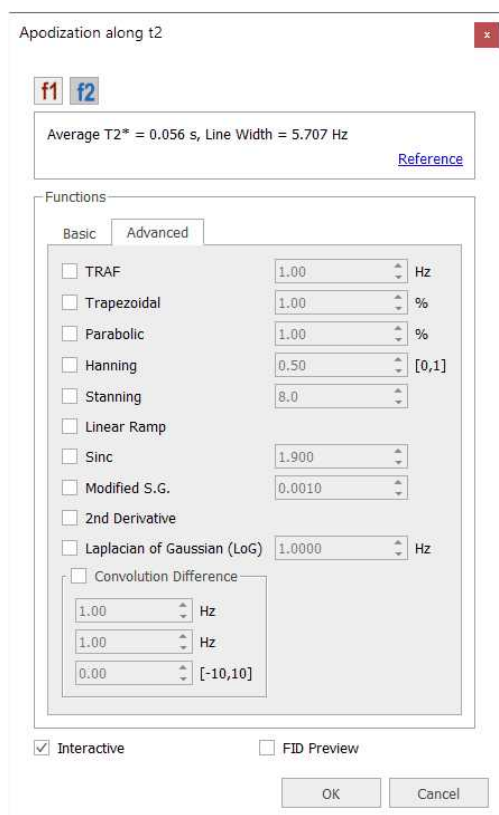 Apodization along t2
x
f1 f2
Average T2* = 0.056 s, Line Width = 5.707 Hz
Reference
Functions
Basic Advanced
TRAF 1.00 Hz
Trapezoidal 1.00 %
Parabolic 1.00 %
Hanning 0.50 [0,1]
Stanning 8.0
Linear Ramp
Sinc 1.900
Modified S.G. 0.0010
2nd Derivative
Laplacian of Gaussian (LoG) 1.0000 Hz
Convolution Difference
1.00 Hz
1.00 Hz
0.00 [-10,10]
Interactive FID Preview
OK Cancel